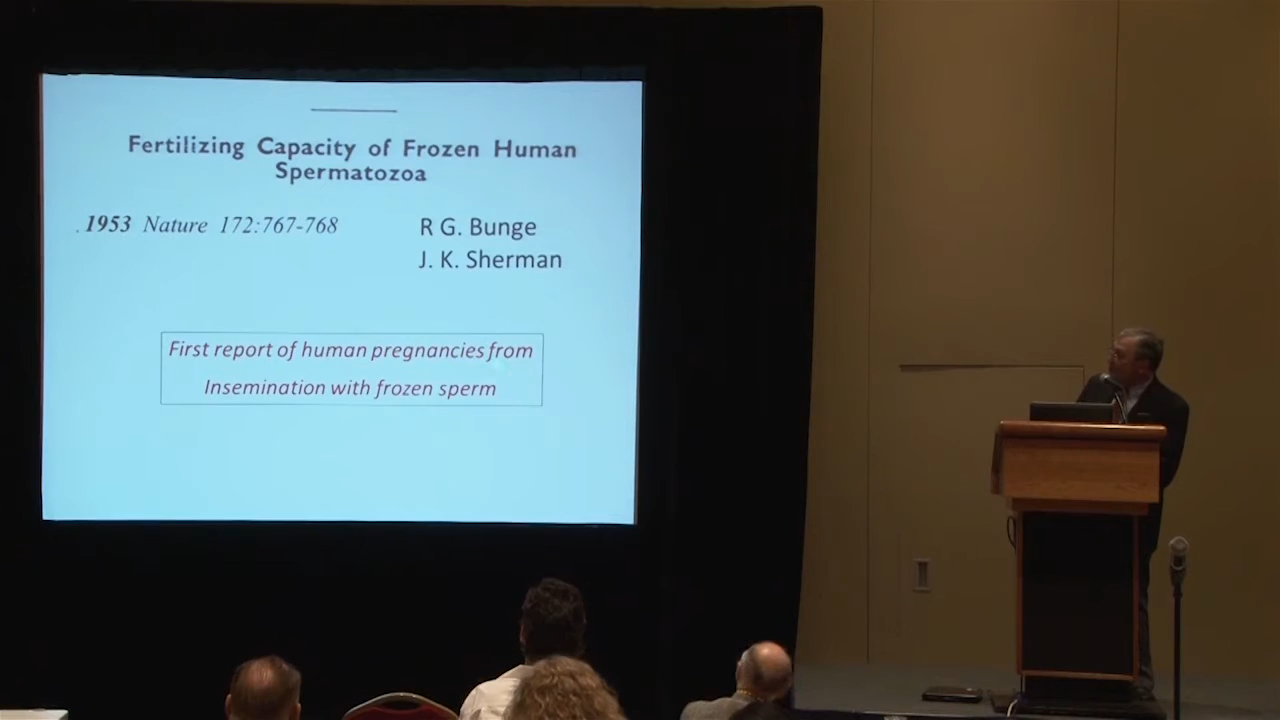 Fertilizing Capacity of Frozen Human
Spermatozoa
. 1953 Nature 172:767-768
R G. Bunge
J. K. Sherman
First report of human pregnancies from
Insemination with frozen sperm